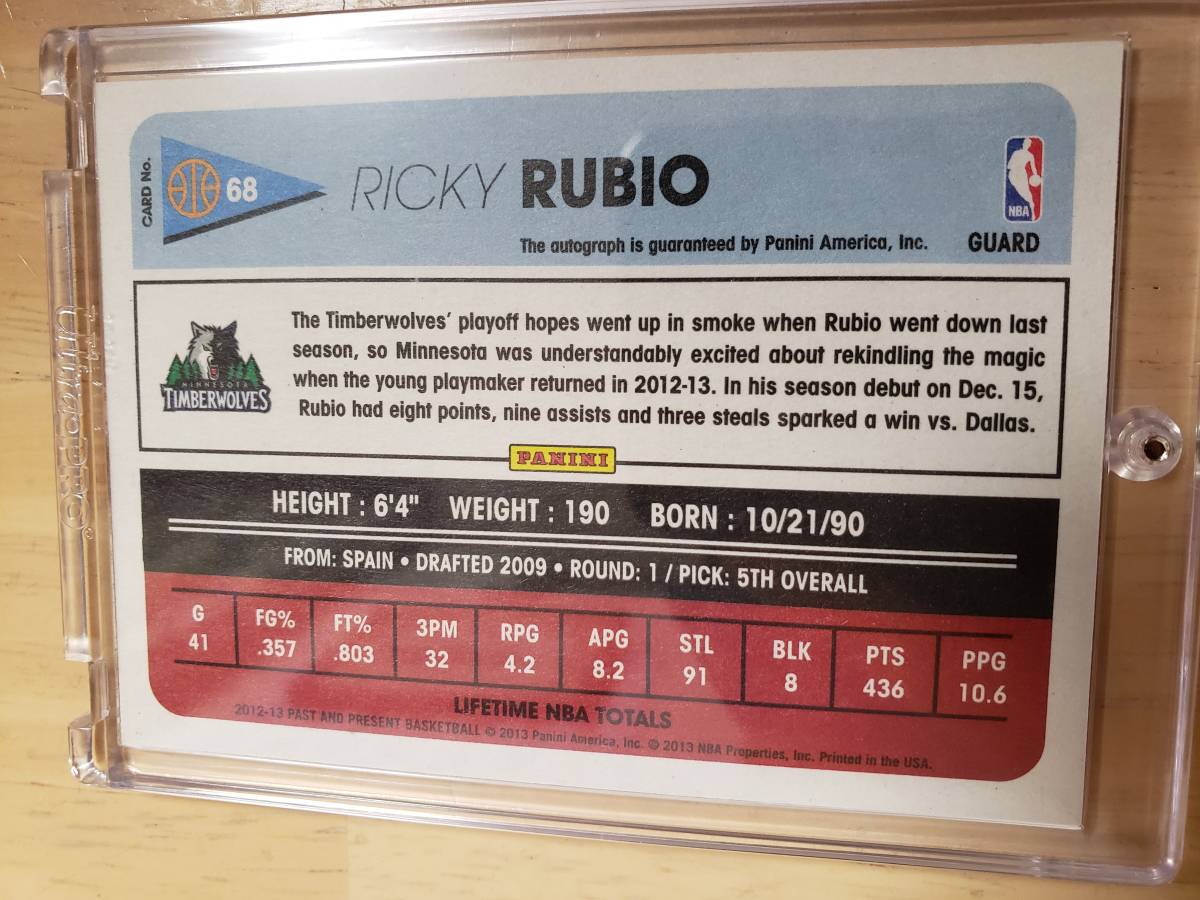 CARD No.
68
RICKY RUBIO
NBA
The autograph is guaranteed by Panini America, Inc.
GUARD
The Timberwolves' playoff hopes went up in smoke when Rubio went down last
season, so Minnesota was understandably excited about rekindling the magic
when the young playmaker returned in 2012-13. In his season debut on Dec. 15,
Rubio had eight points, nine assists and three steals sparked a win vs. Dallas.
MINNESOTA
TIMBERWOLVES
PANINI
HEIGHT : 6'4" WEIGHT : 190 BORN : 10/21/90
FROM: SPAIN • DRAFTED 2009 • ROUND: 1 / PICK: 5TH OVERALL
G FG% FT% 3PM RPG APG STL BLK PTS PPG
41 .357 .803 32 4.2 8.2 91 8 436 10.6
LIFETIME NBA TOTALS
2012-13 PAST AND PRESENT BASKETBALL © 2013 Panini America, Inc. © 2013 NBA Properties, Inc. Printed in the USA.